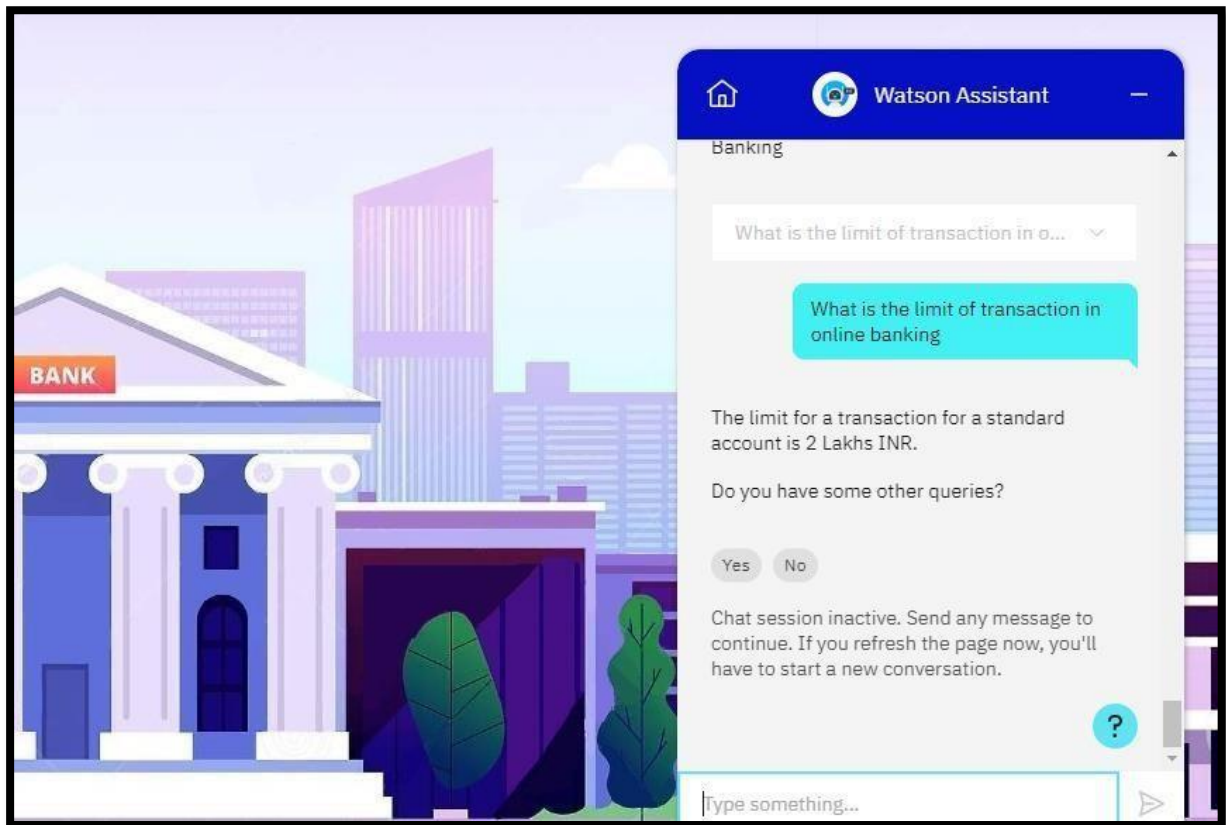 BANK
Watson Assistant
Banking
What is the limit of transaction in o...
What is the limit of transaction in
online banking
The limit for a transaction for a standard
account is 2 Lakhs INR.
Do you have some other queries?
Yes No
Chat session inactive. Send any message to
continue. If you refresh the page now, you'll
have to start a new conversation.
?
Type something...